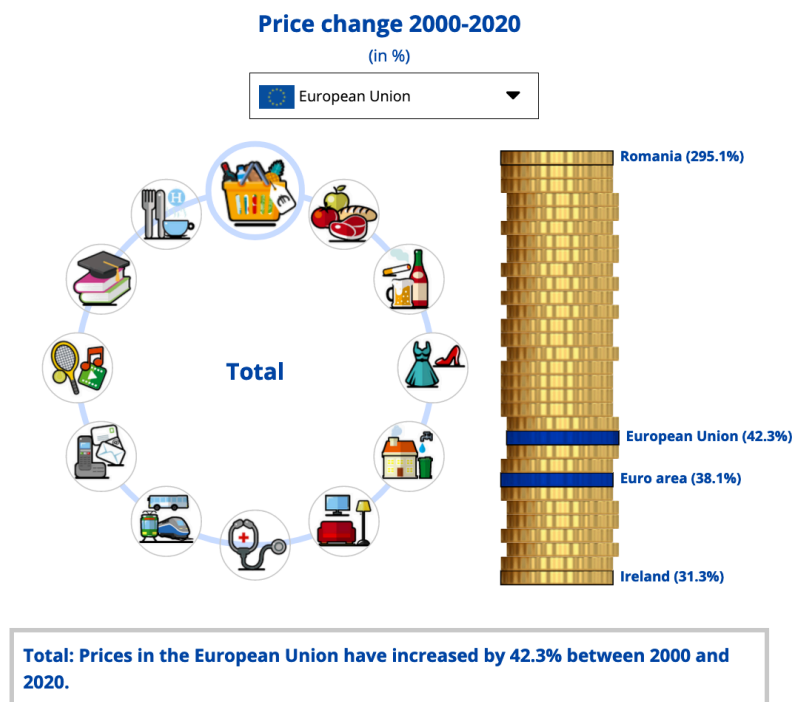 Price change 2000-2020
(in %)
European Union
Romania (295.1%)
H
Total
European Union (42.3%)
Euro area (38.1%)
Ireland (31.3%)
Total: Prices in the European Union have increased by 42.3% between 2000 and
2020.